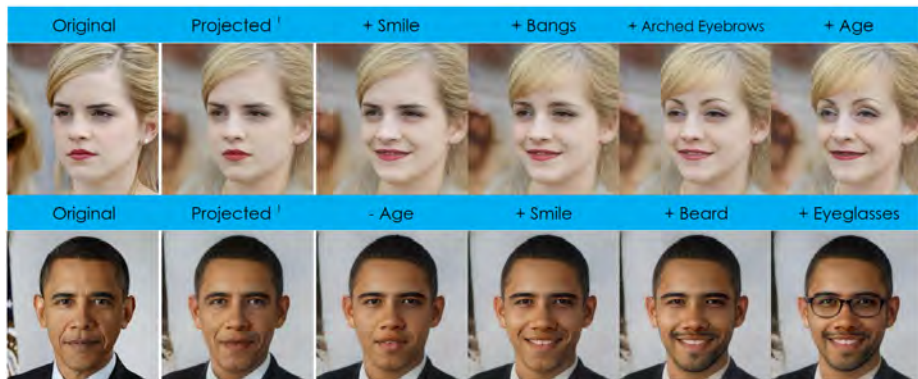 Original Projected ᴵ + Smile + Bangs + Arched Eyebrows + Age
Original Projected ᴵ - Age + Smile + Beard + Eyeglasses